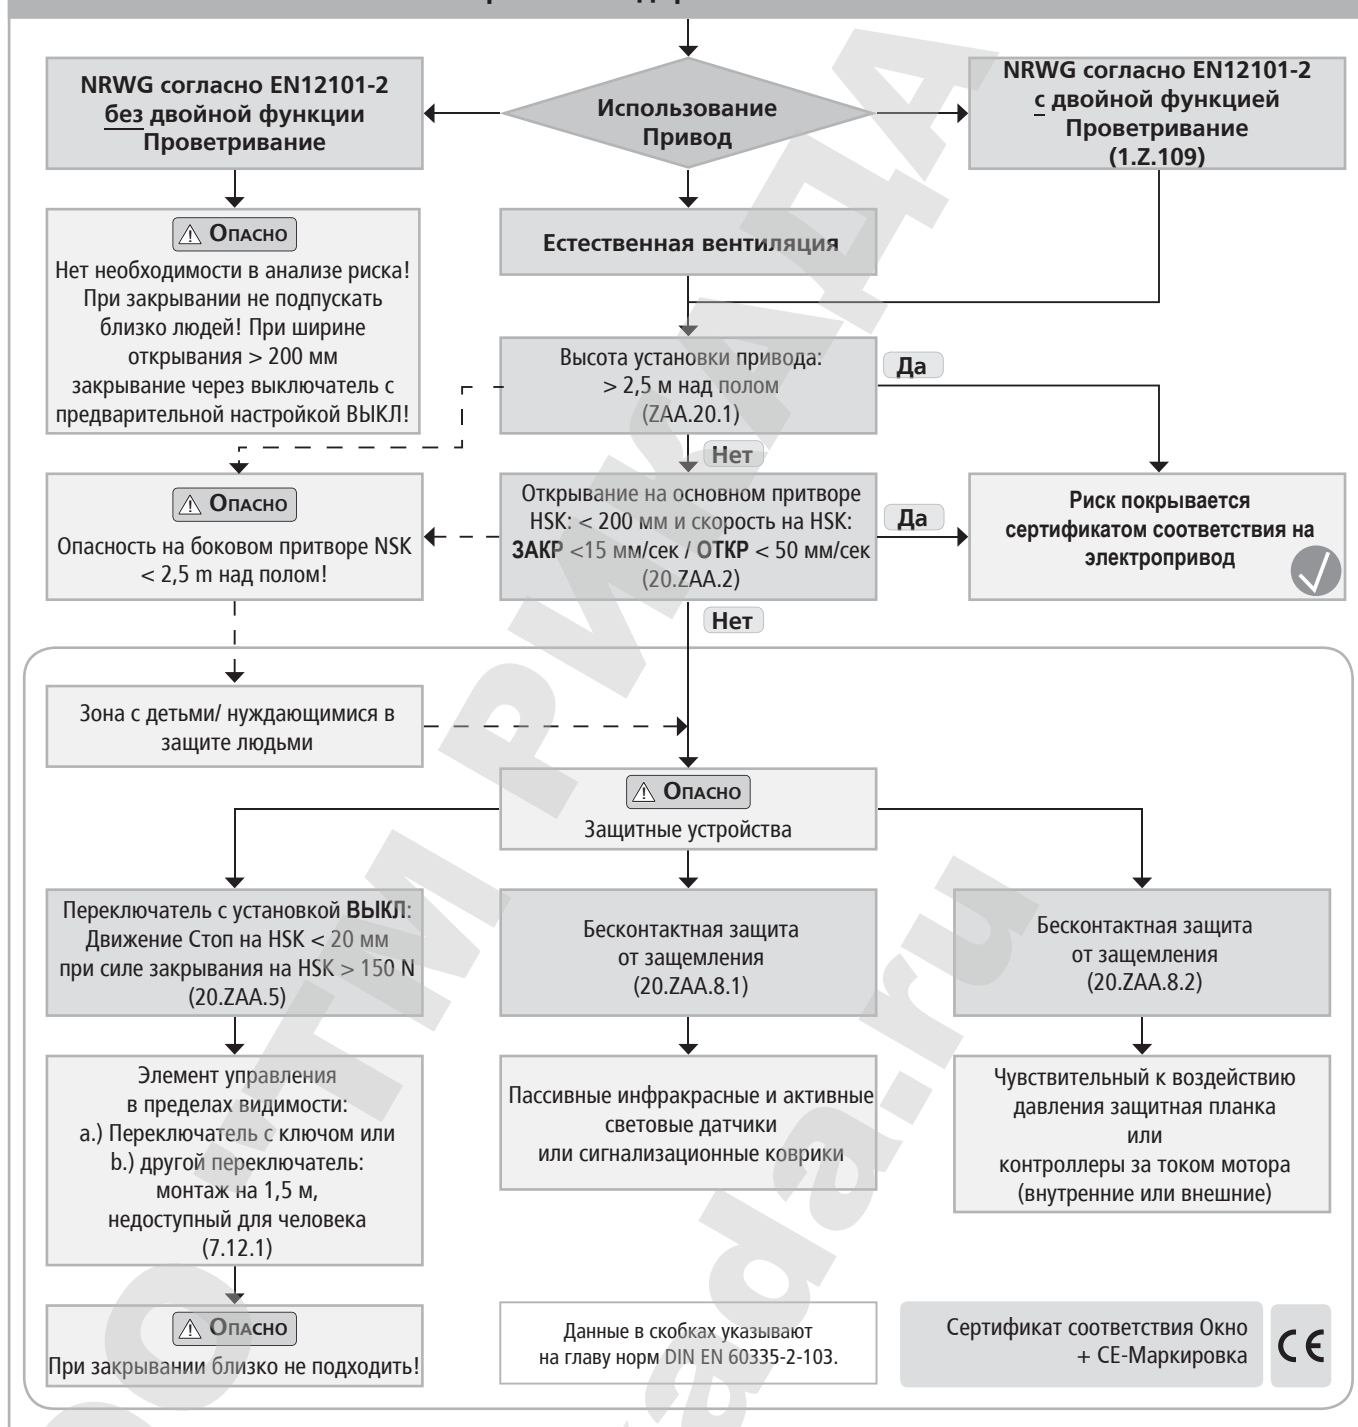 NRWG согласно EN12101-2
без двойной функции
Проветривание
Использование
Привод
NRWG согласно EN12101-2
с двойной функцией
Проветривание
(1.Z.109)
ОПАСНО
Нет необходимости в анализе риска!
При закрывании не подпускать
близко людей! При ширине
открывания > 200 мм
закрывание через выключатель с
предварительной настройкой ВЫКЛ!
Естественная вентиляция
Высота установки привода:
> 2,5 м над полом
(ZAA.20.1)
Да
Нет
ОПАСНО
Опасность на боковом притворе NSK
< 2,5 m над полом!
Открывание на основном притворе
HSK: < 200 мм и скорость на HSK:
ЗАКР <15 мм/сек / ОТКР < 50 мм/сек
(20.ZAA.2)
Да
Риск покрывается
сертификатом соответствия на
электропривод
Нет
Зона с детьми/ нуждающимися в
защите людьми
ОПАСНО
Защитные устройства
Переключатель с установкой ВЫКЛ:
Движение Стоп на HSK < 20 мм
при силе закрывания на HSK > 150 N
(20.ZAA.5)
Бесконтактная защита
от защемления
(20.ZAA.8.1)
Бесконтактная защита
от защемления
(20.ZAA.8.2)
Элемент управления
в пределах видимости:
a.) Переключатель с ключом или
b.) другой переключатель:
монтаж на 1,5 м,
недоступный для человека
(7.12.1)
Пассивные инфракрасные и активные
световые датчики
или сигнализационные коврики
Чувствительный к воздействию
давления защитная планка
или
контроллеры за током мотора
(внутренние или внешние)
ОПАСНО
При закрывании близко не подходить!
Данные в скобках указывают
на главу норм DIN EN 60335-2-103.
Сертификат соответствия Окно
+ CE-Маркировка
CE
ТМ РИКАДА